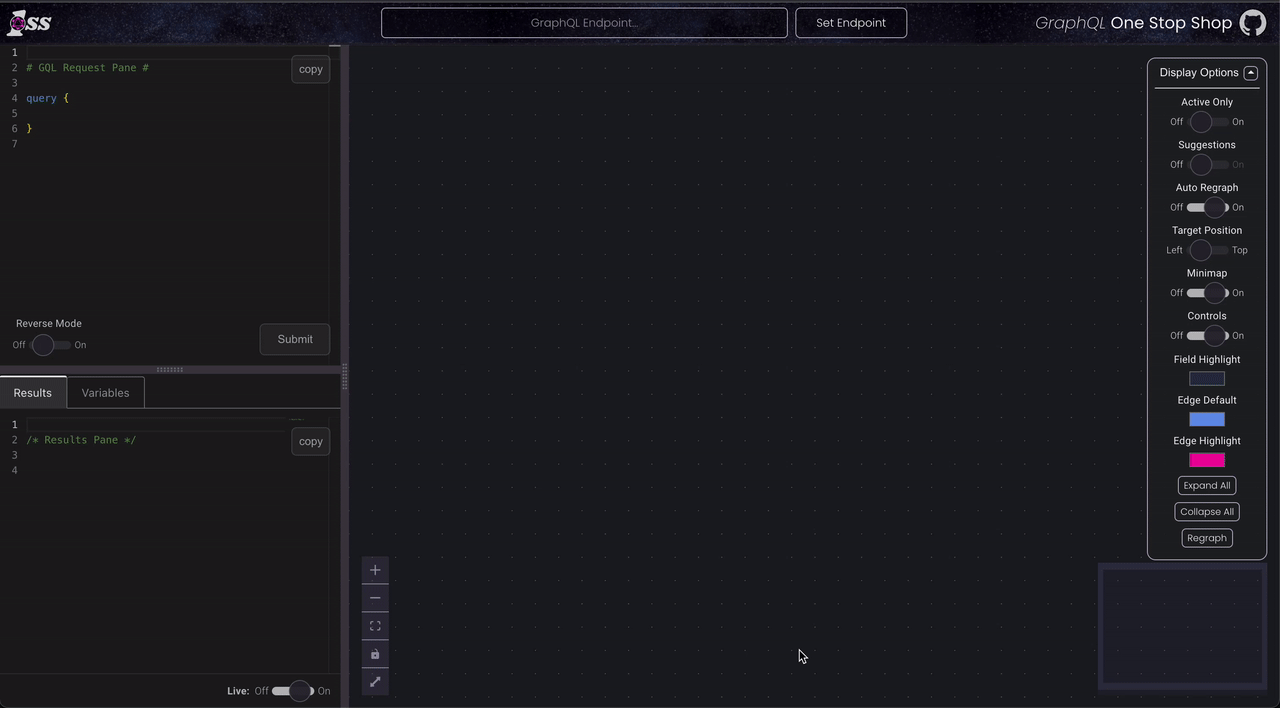 OSS
GraphQL Endpoint...
Set Endpoint
GraphQL One Stop Shop
1
2 # GQL Request Pane #
3
4 query {
5
6 }
7
copy
Reverse Mode
Off On
Submit
Results
Variables
1
2 /* Results Pane */
3
4
copy
Live: Off On
Display Options
Active Only
Off On
Suggestions
Off On
Auto Regraph
Off On
Target Position
Left Top
Minimap
Off On
Controls
Off On
Field Highlight
Edge Default
Edge Highlight
Expand All
Collapse All
Regraph